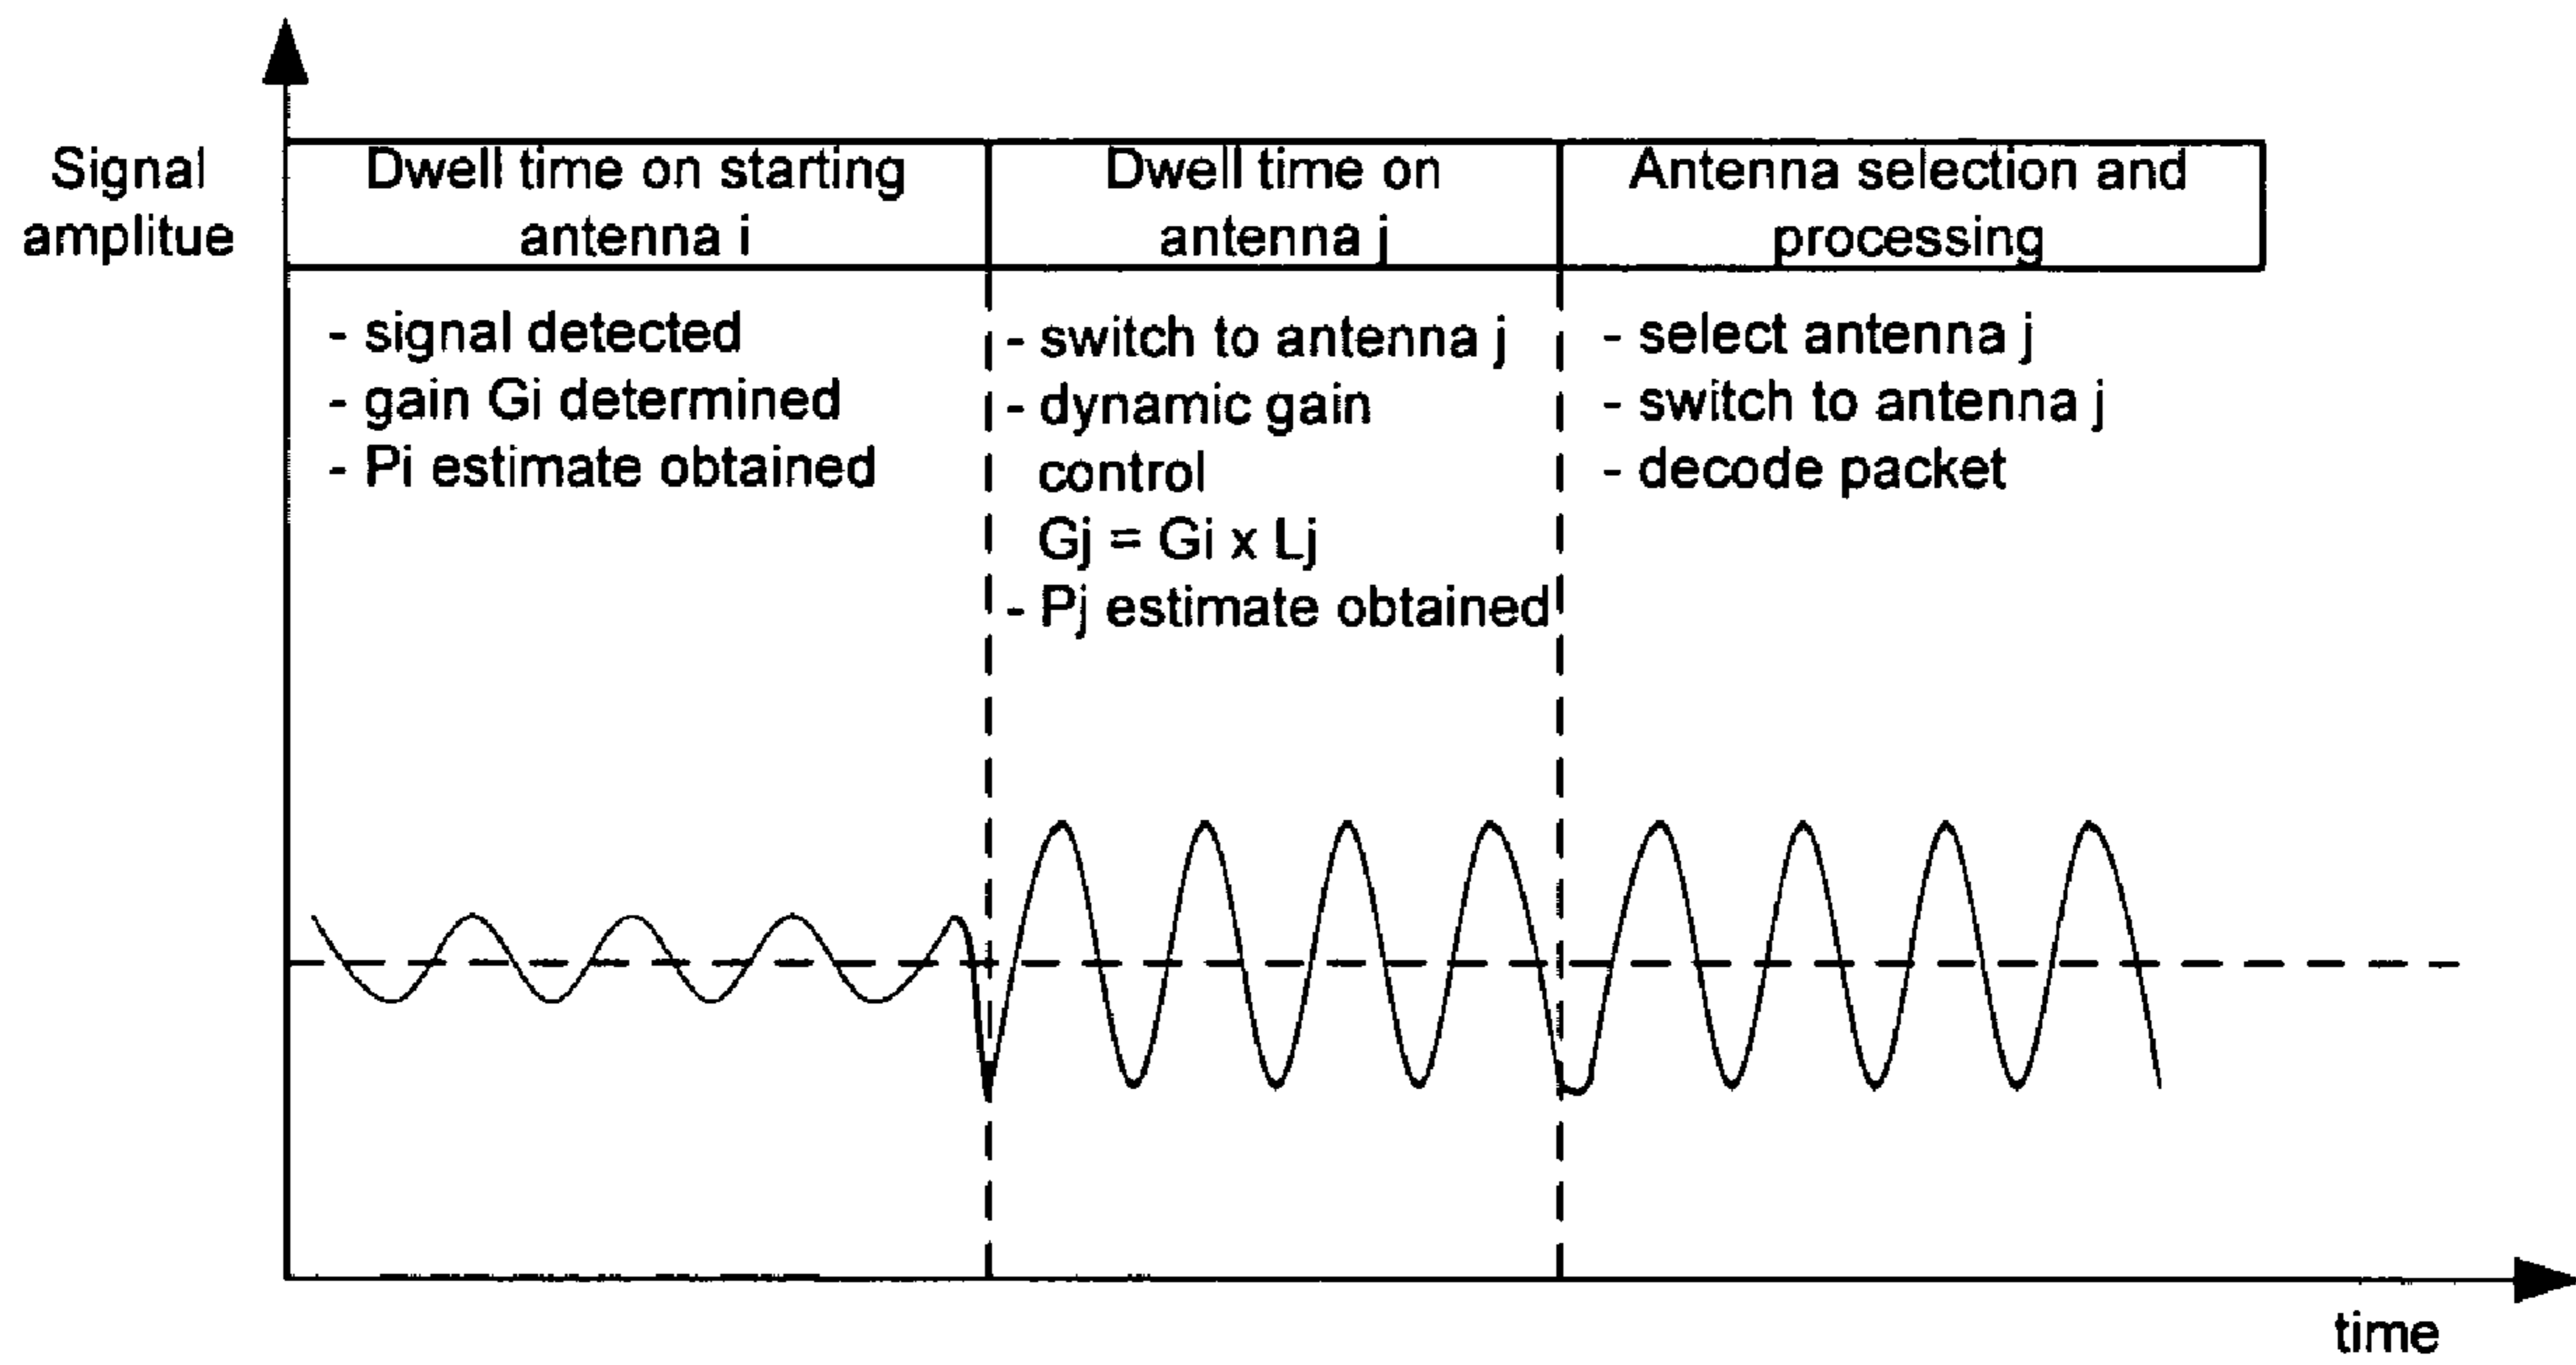 Signal
amplitue
Dwell time on starting
antenna i
Dwell time on
antenna j
Antenna selection and
processing
- signal detected
- gain Gi determined
- Pi estimate obtained
- switch to antenna j
- dynamic gain
control
Gj = Gi x Lj
- Pj estimate obtained
- select antenna j
- switch to antenna j
- decode packet
time